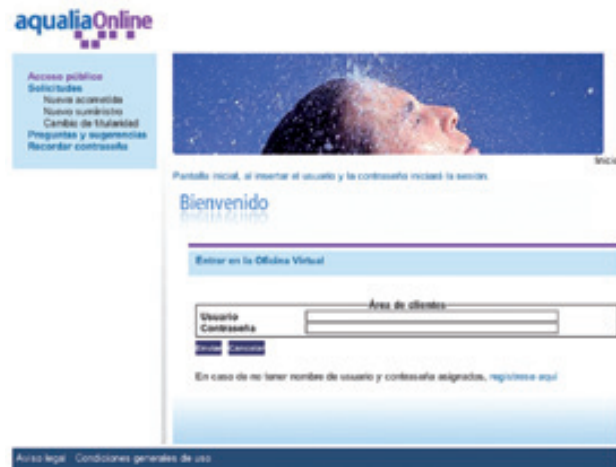 aqualiaOnline
Acceso público
Solicitudes
Nueva acometida
Nuevo suministro
Cambio de titularidad
Preguntas y sugerencias
Recordar contraseña
Inicio
Pantalla inicial, al insertar el usuario y la contraseña iniciará la sesión.
Bienvenido
Entrar en la Oficina Virtual
Área de clientes
Usuario
Contraseña
Enviar Cancelar
En caso de no tener nombre de usuario y contraseña asignados, regístrese aquí
Aviso legal Condiciones generales de uso